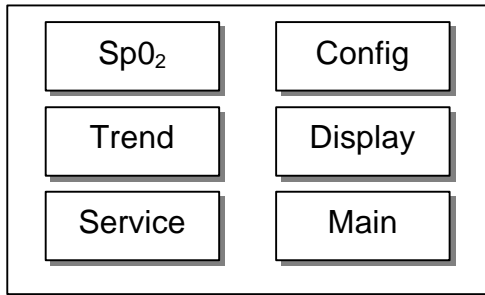 Sp0₂ Config
Trend Display
Service Main